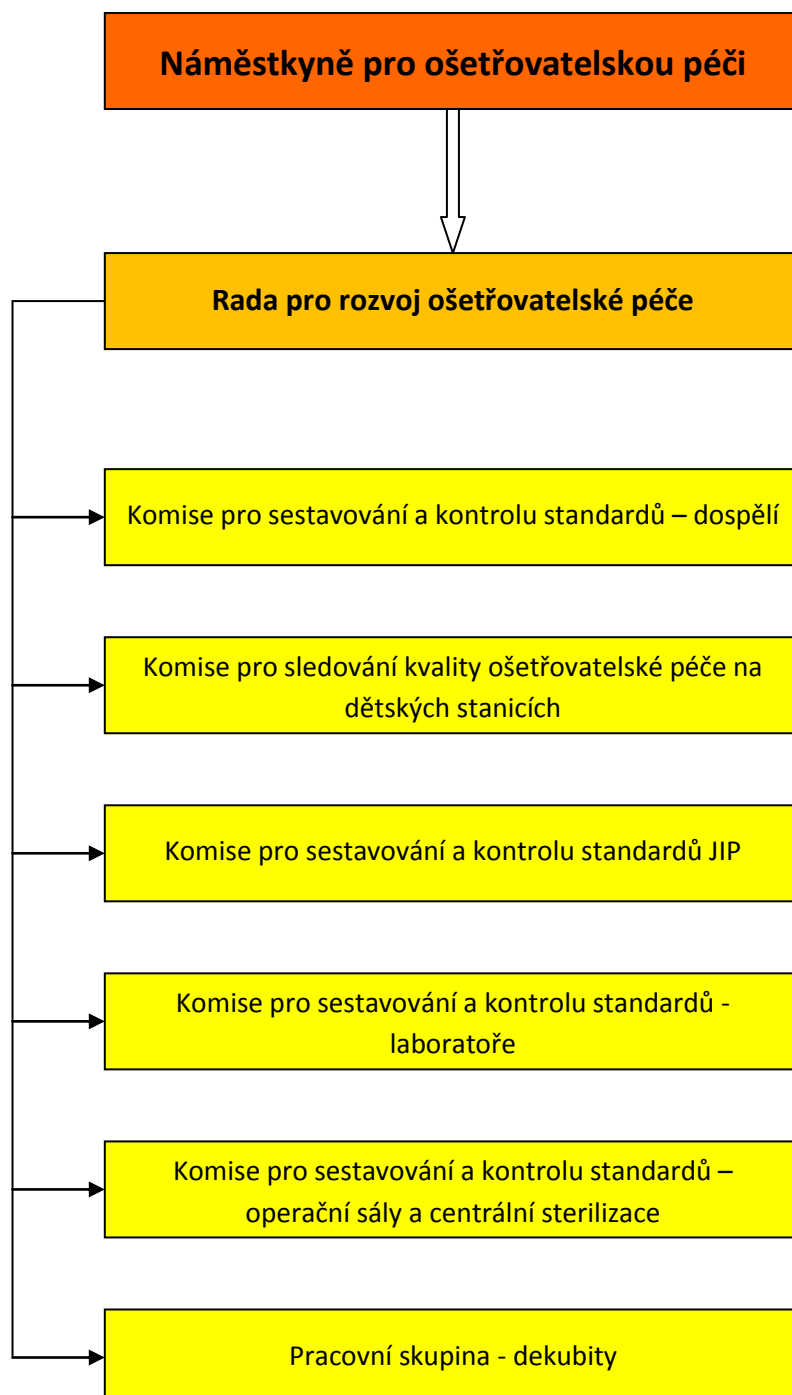 Náměstkyně pro ošetřovatelskou péči
Rada pro rozvoj ošetřovatelské péče
Komise pro sestavování a kontrolu standardů – dospělí
Komise pro sledování kvality ošetřovatelské péče na
dětských stanicích
Komise pro sestavování a kontrolu standardů JIP
Komise pro sestavování a kontrolu standardů -
laboratoře
Komise pro sestavování a kontrolu standardů –
operační sály a centrální sterilizace
Pracovní skupina - dekubity